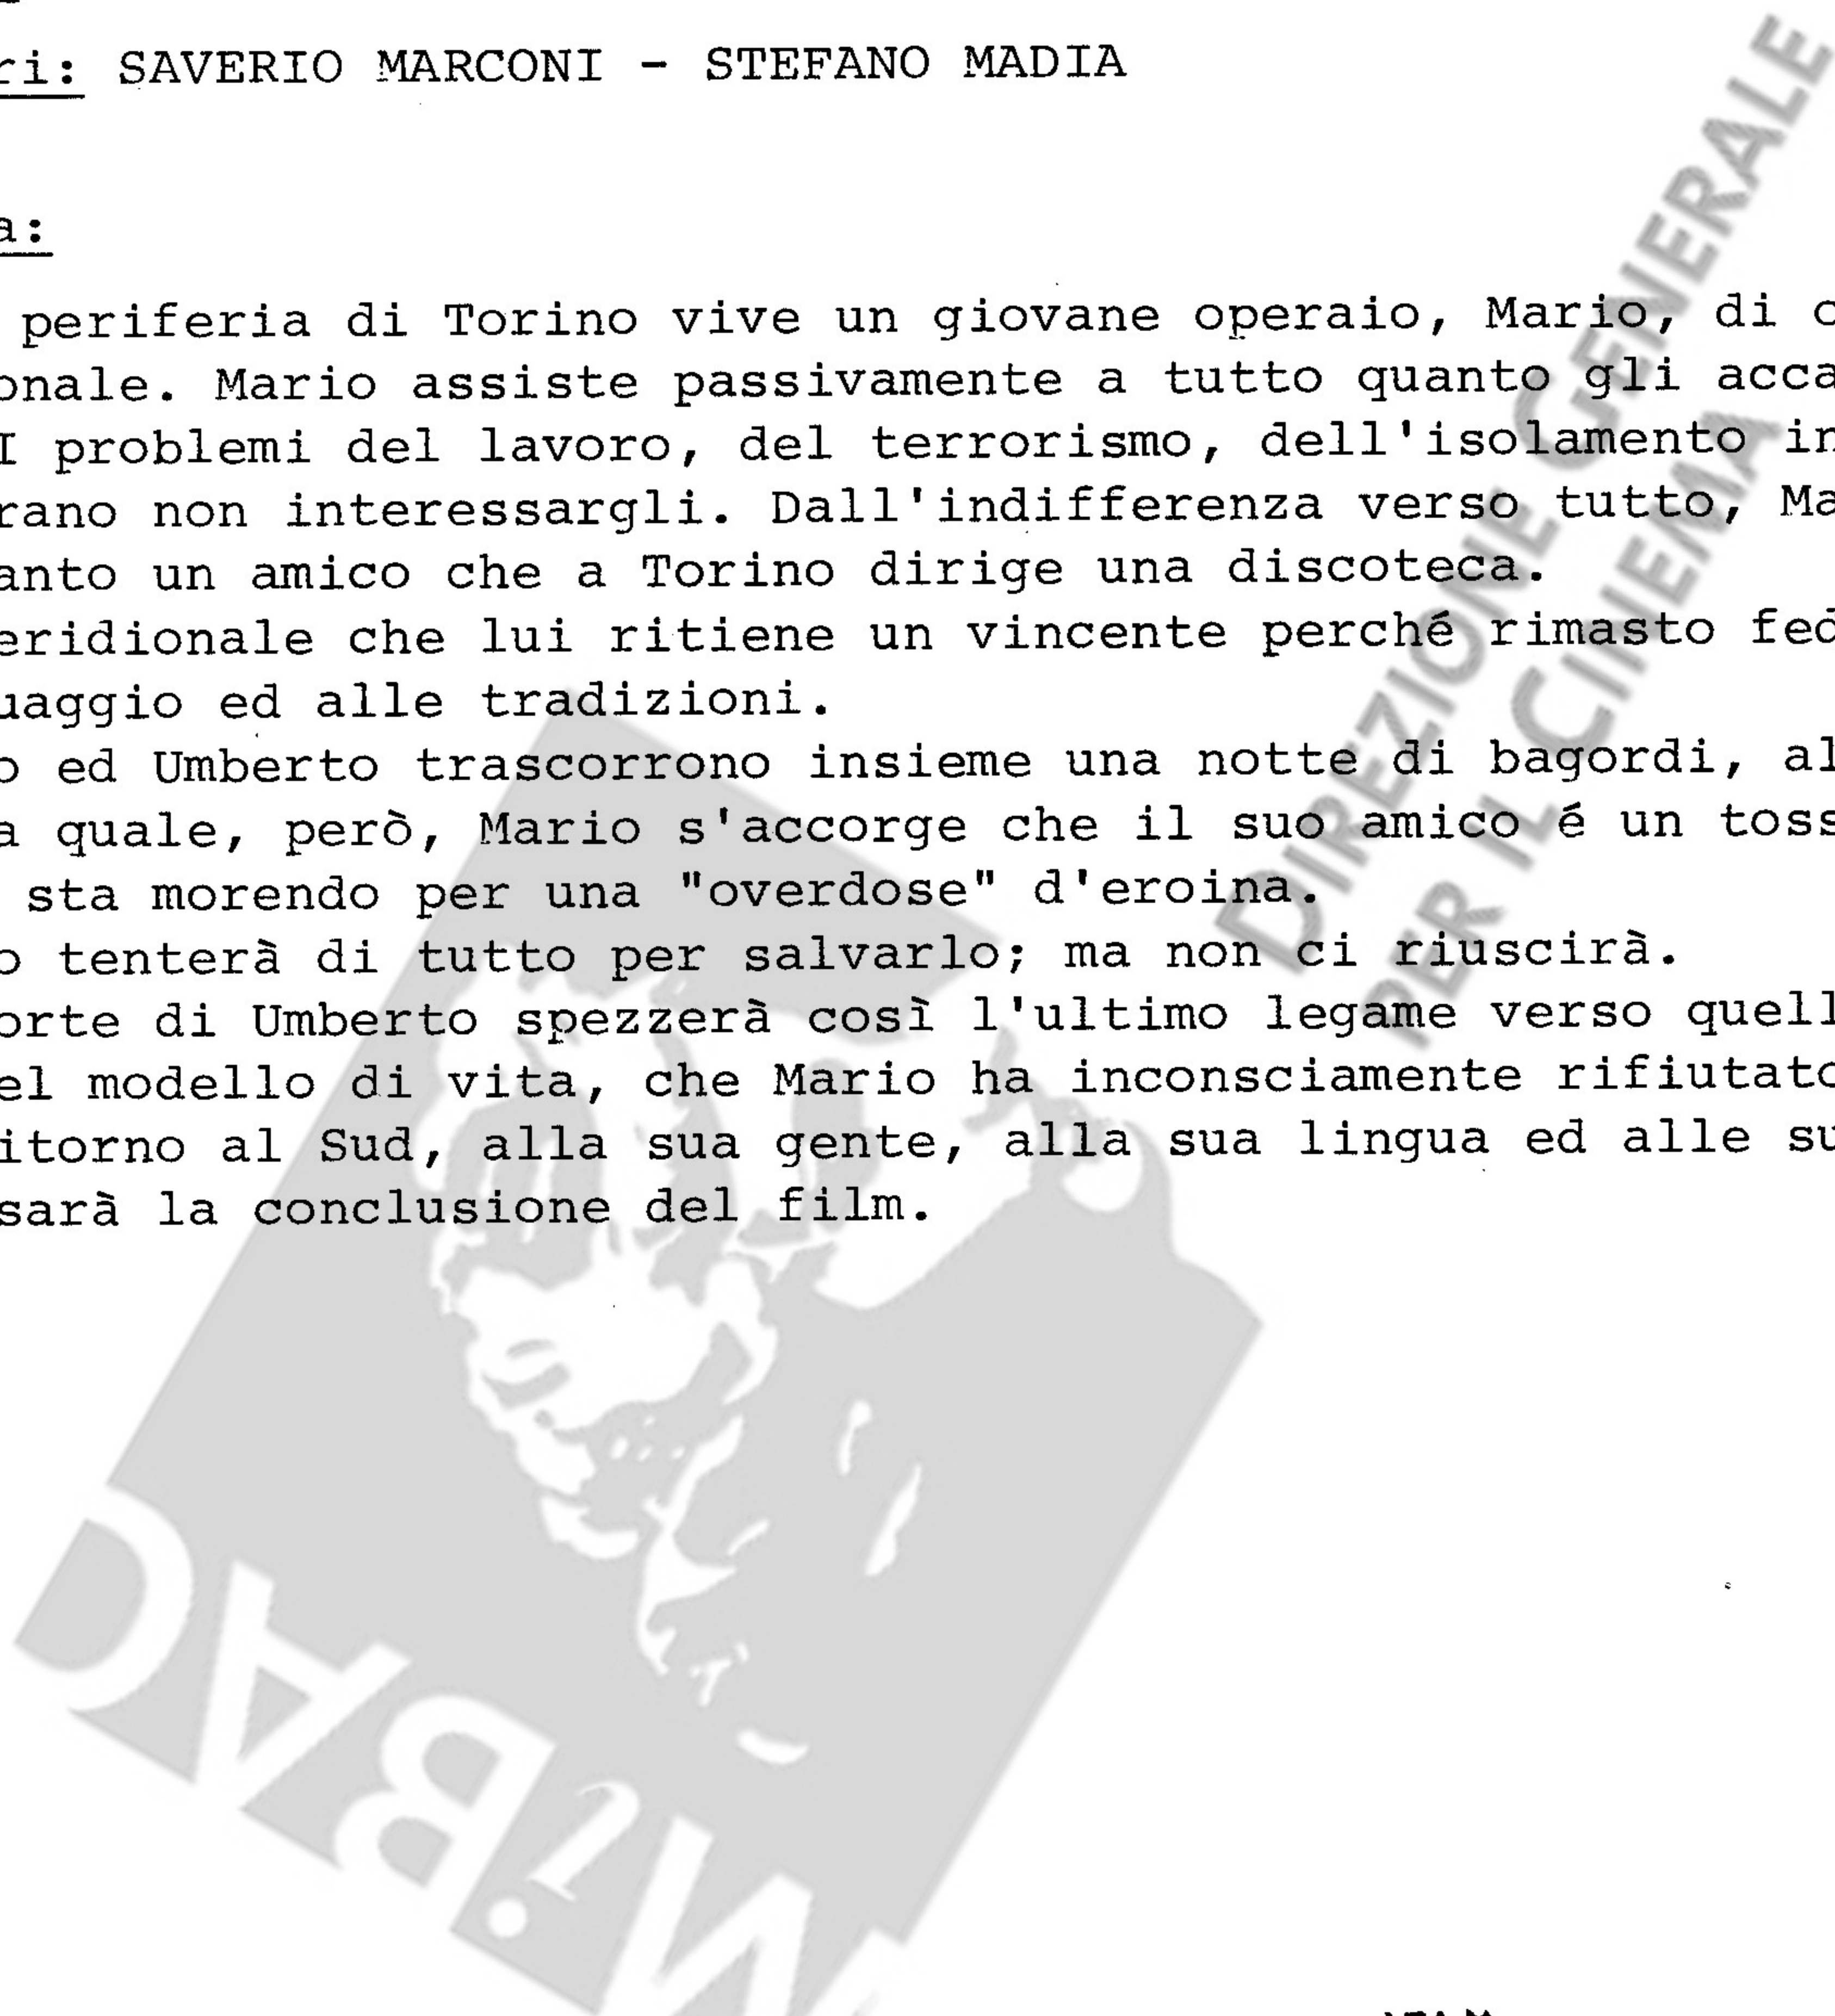 ri: SAVERIO MARCONI - STEFANO MADIA
a:
periferia di Torino vive un giovane operaio, Mario, di o
onale. Mario assiste passivamente a tutto quanto gli acca
I problemi del lavoro, del terrorismo, dell'isolamento in
rano non interessargli. Dall'indifferenza verso tutto, Ma
anto un amico che a Torino dirige una discoteca.
eridionale che lui ritiene un vincente perché rimasto fed
uaggio ed alle tradizioni.
o ed Umberto trascorrono insieme una notte di bagordi, al
a quale, però, Mario s'accorge che il suo amico é un toss
sta morendo per una "overdose" d'eroina.
o tenterà di tutto per salvarlo; ma non ci riuscirà.
orte di Umberto spezzerà così l'ultimo legame verso quell
el modello di vita, che Mario ha inconsciamente rifiutato
itorno al Sud, alla sua gente, alla sua lingua ed alle su
sarà la conclusione del film.
DIREZIONE GENERALE
PER IL CINEMA
MiBAC